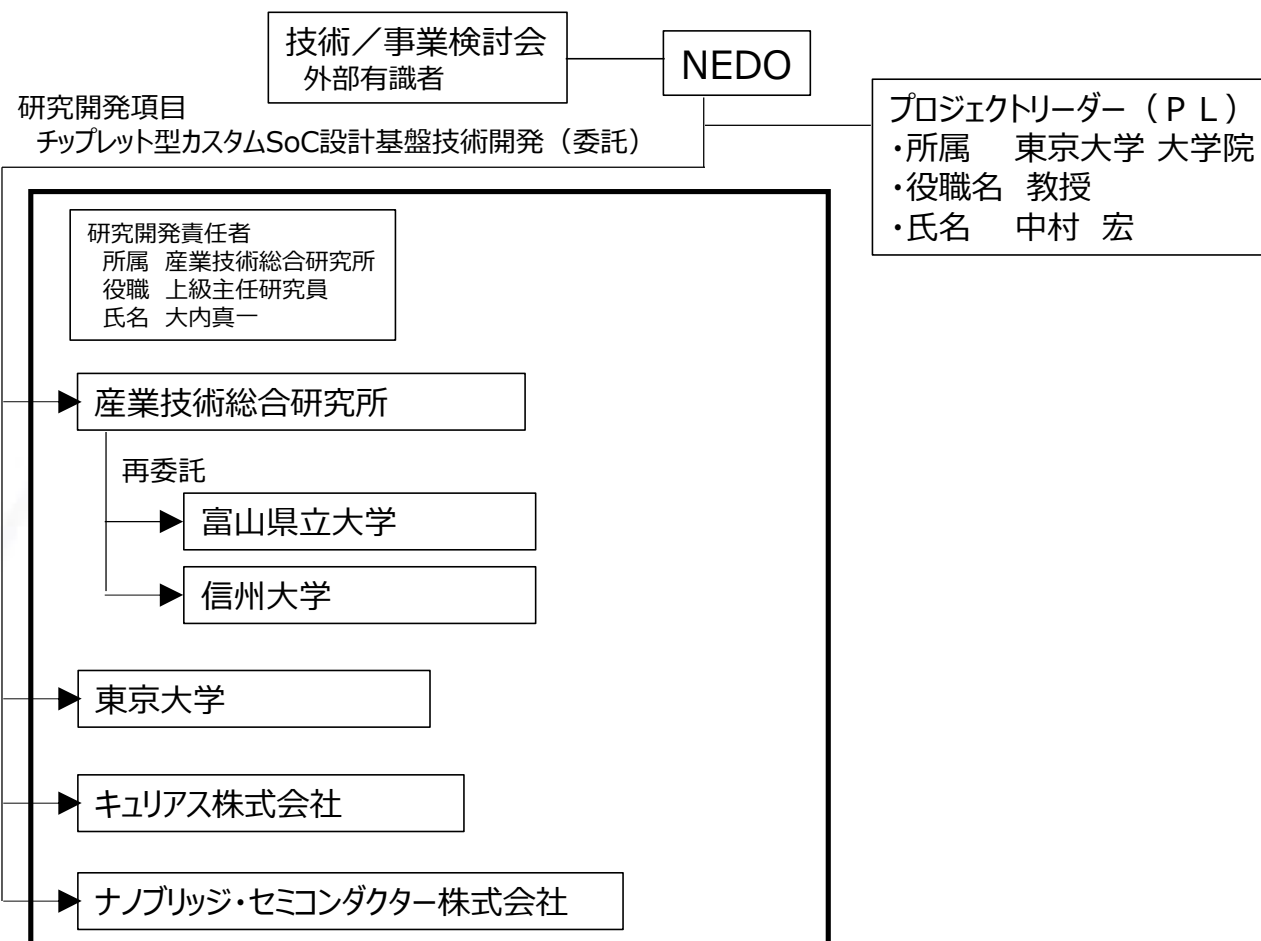 技術／事業検討会
外部有識者
NEDO
研究開発項目
チップレット型カスタムSoC設計基盤技術開発（委託）
プロジェクトリーダー（ＰＬ）
・所属　東京大学 大学院
・役職名 教授
・氏名　中村 宏
研究開発責任者
所属 産業技術総合研究所
役職 上級主任研究員
氏名 大内真一
産業技術総合研究所
再委託
富山県立大学
信州大学
東京大学
キュリアス株式会社
ナノブリッジ・セミコンダクター株式会社